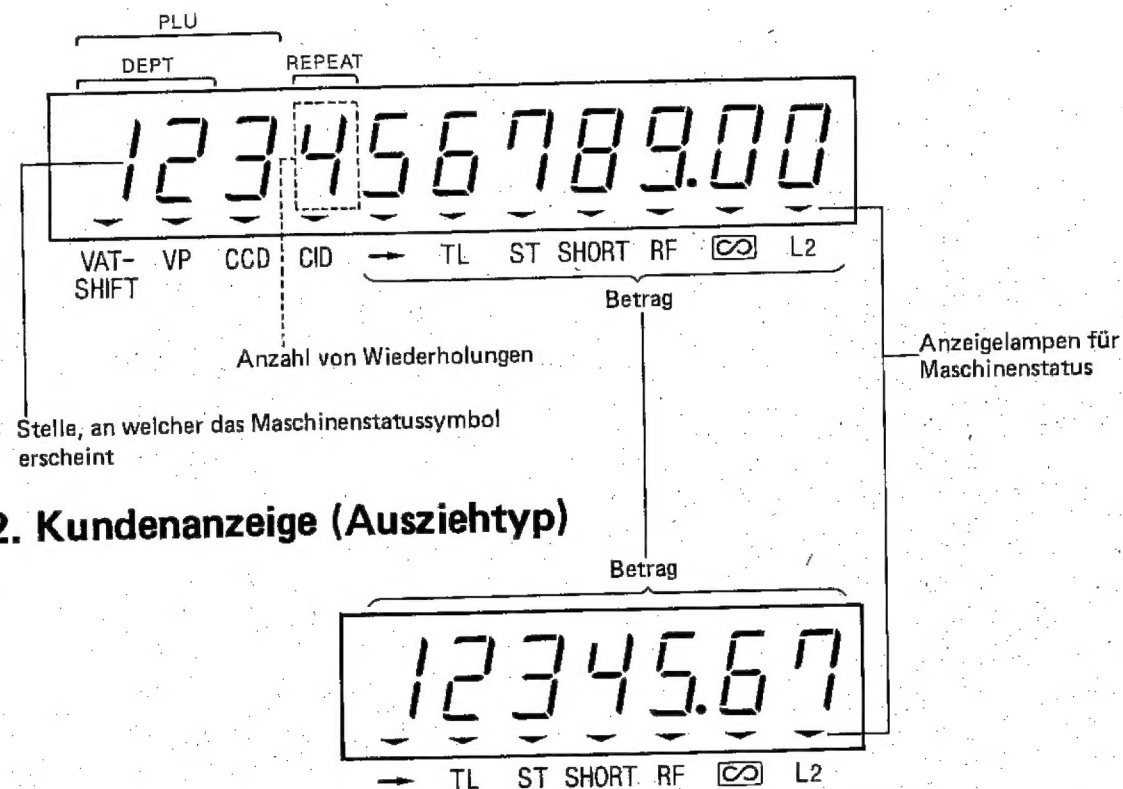 PLU
DEPT REPEAT
123456789.00
VAT- VP CCD CID → TL ST SHORT RF L2
SHIFT
Betrag
Anzahl von Wiederholungen
Anzeigelampen für
Maschinenstatus
Stelle, an welcher das Maschinenstatussymbol
erscheint
2. Kundenanzeige (Ausziehtyp)
Betrag
12345.67
→ TL ST SHORT RF L2